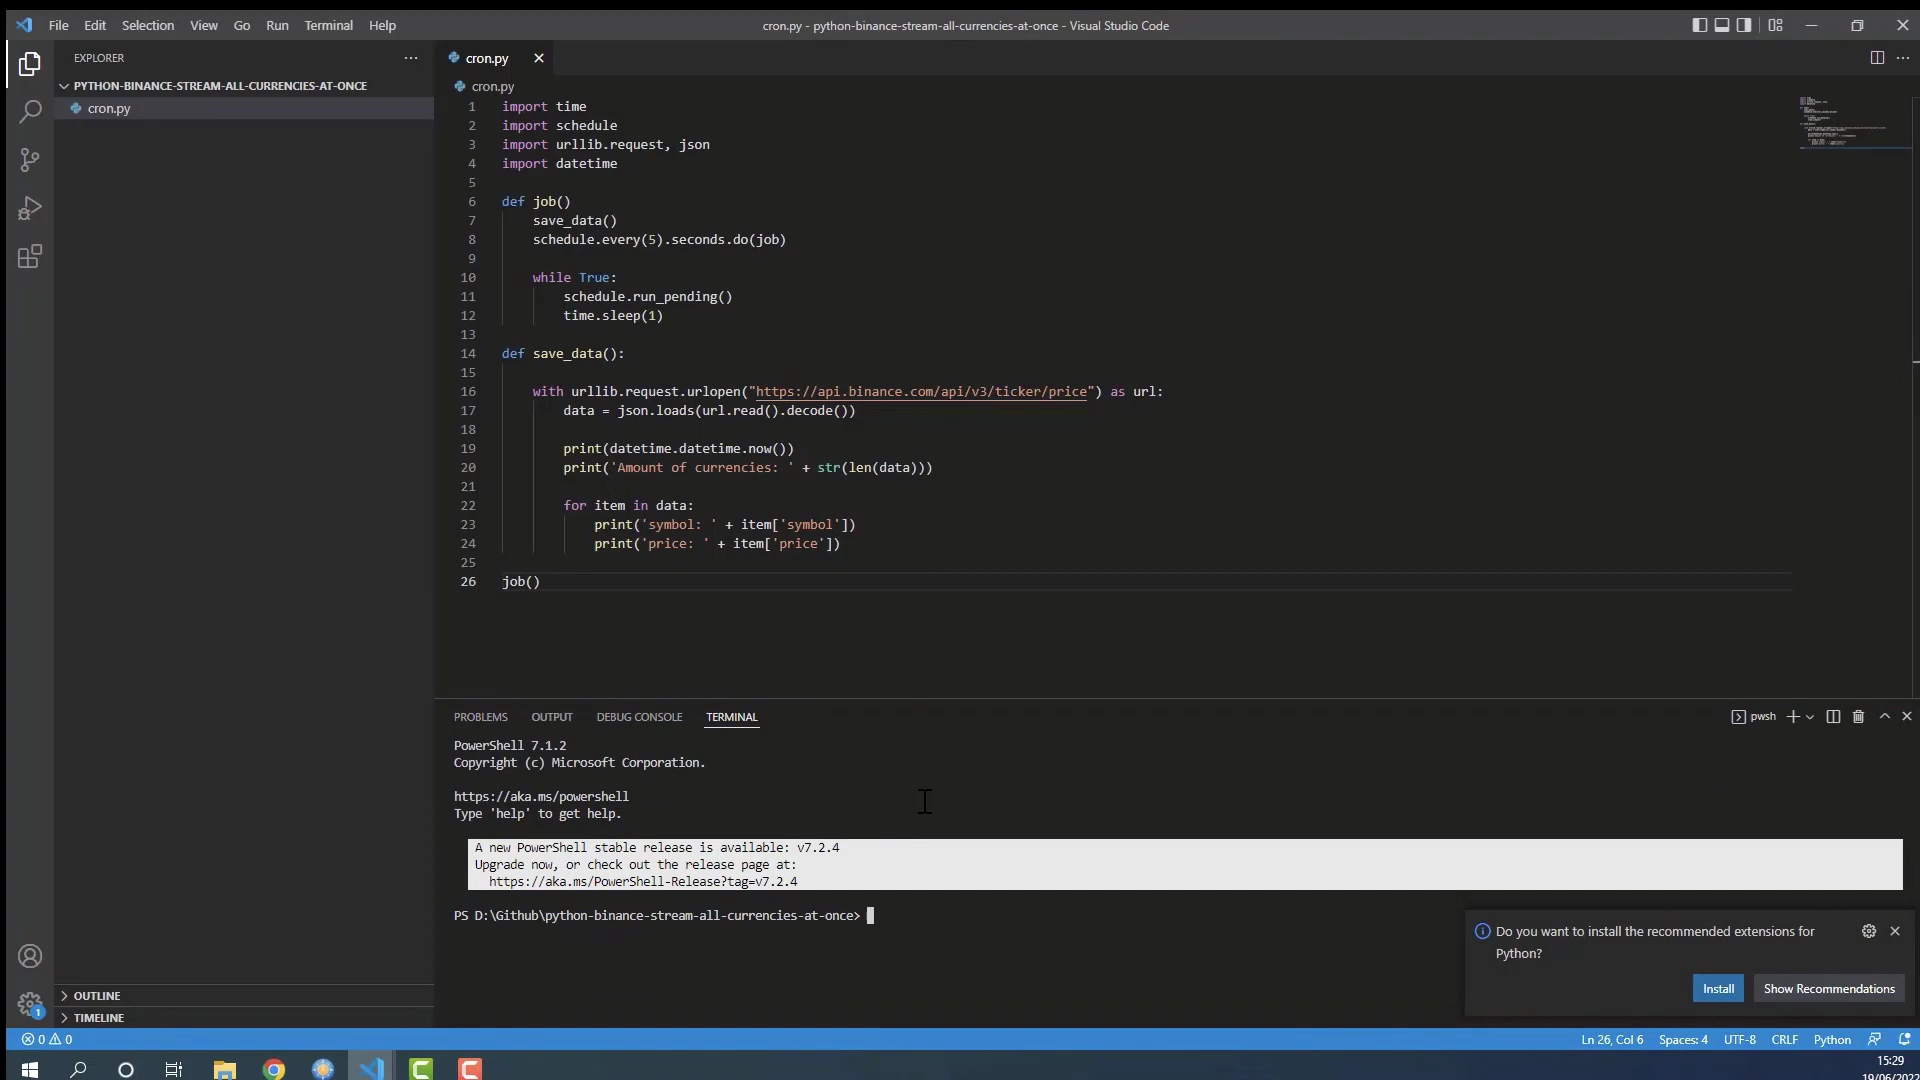 File Edit Selection View Go Run Terminal Help
cron.py - python-binance-stream-all-currencies-at-once - Visual Studio Code
EXPLORER
PYTHON-BINANCE-STREAM-ALL-CURRENCIES-AT-ONCE
cron.py
cron.py
cron.py
1 import time
2 import schedule
3 import urllib.request, json
4 import datetime
5
6 def job()
7     save_data()
8     schedule.every(5).seconds.do(job)
9
10     while True:
11         schedule.run_pending()
12         time.sleep(1)
13
14 def save_data():
15
16     with urllib.request.urlopen("https://api.binance.com/api/v3/ticker/price") as url:
17         data = json.loads(url.read().decode())
18
19         print(datetime.datetime.now())
20         print('Amount of currencies: ' + str(len(data)))
21
22         for item in data:
23             print('symbol: ' + item['symbol'])
24             print('price: ' + item['price'])
25
26 job()
PROBLEMS OUTPUT DEBUG CONSOLE TERMINAL
pwsh
PowerShell 7.1.2
Copyright (c) Microsoft Corporation.
https://aka.ms/powershell
Type 'help' to get help.
A new PowerShell stable release is available: v7.2.4
Upgrade now, or check out the release page at:
https://aka.ms/PowerShell-Release?tag=v7.2.4
PS D:\Github\python-binance-stream-all-currencies-at-once>
Do you want to install the recommended extensions for
Python?
Install Show Recommendations
OUTLINE
TIMELINE
1
0 0
Ln 26, Col 6 Spaces: 4 UTF-8 CRLF Python
15:29
19/06/2022